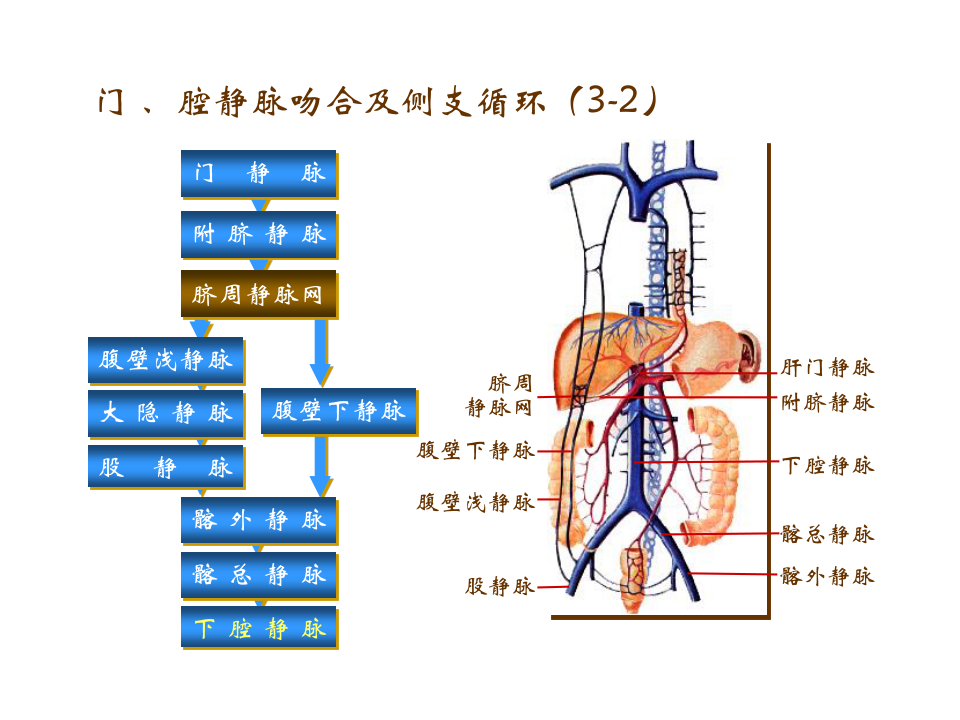 门、腔静脉吻合及侧支循环（3-2）
门静脉
附脐静脉
脐周静脉网
腹壁浅静脉
大隐静脉
腹壁下静脉
股静脉
髂外静脉
髂总静脉
下腔静脉
脐周
静脉网
腹壁下静脉
腹壁浅静脉
股静脉
肝门静脉
附脐静脉
下腔静脉
髂总静脉
髂外静脉